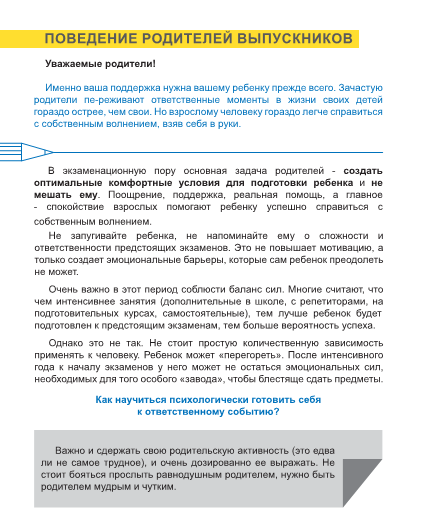 ПОВЕДЕНИЕ РОДИТЕЛЕЙ ВЫПУСКНИКОВ
Уважаемые родители!
Именно ваша поддержка нужна вашему ребенку прежде всего. Зачастую
родители пе-реживают ответственные моменты в жизни своих детей
гораздо острее, чем свои. Но взрослому человеку гораздо легче справиться
с собственным волнением, взяв себя в руки.
В экзаменационную пору основная задача родителей - создать
оптимальные комфортные условия для подготовки ребенка и не
мешать ему. Поощрение, поддержка, реальная помощь, а главное
- спокойствие взрослых помогают ребенку успешно справиться с
собственным волнением.
Не запугивайте ребенка, не напоминайте ему о сложности и
ответственности предстоящих экзаменов. Это не повышает мотивацию, а
только создает эмоциональные барьеры, которые сам ребенок преодолеть
не может.
Очень важно в этот период соблюсти баланс сил. Многие считают, что
чем интенсивнее занятия (дополнительные в школе, с репетиторами, на
подготовительных курсах, самостоятельные), тем лучше ребенок будет
подготовлен к предстоящим экзаменам, тем больше вероятность успеха.
Однако это не так. Не стоит простую количественную зависимость
применять к человеку. Ребенок может «перегореть». После интенсивного
года к началу экзаменов у него может не остаться эмоциональных сил,
необходимых для того особого «завода», чтобы блестяще сдать предметы.
Как научиться психологически готовить себя
к ответственному событию?
Важно и сдержать свою родительскую активность (это едва
ли не самое трудное), и очень дозированно ее выражать. Не
стоит бояться прослыть равнодушным родителем, нужно быть
родителем мудрым и чутким.